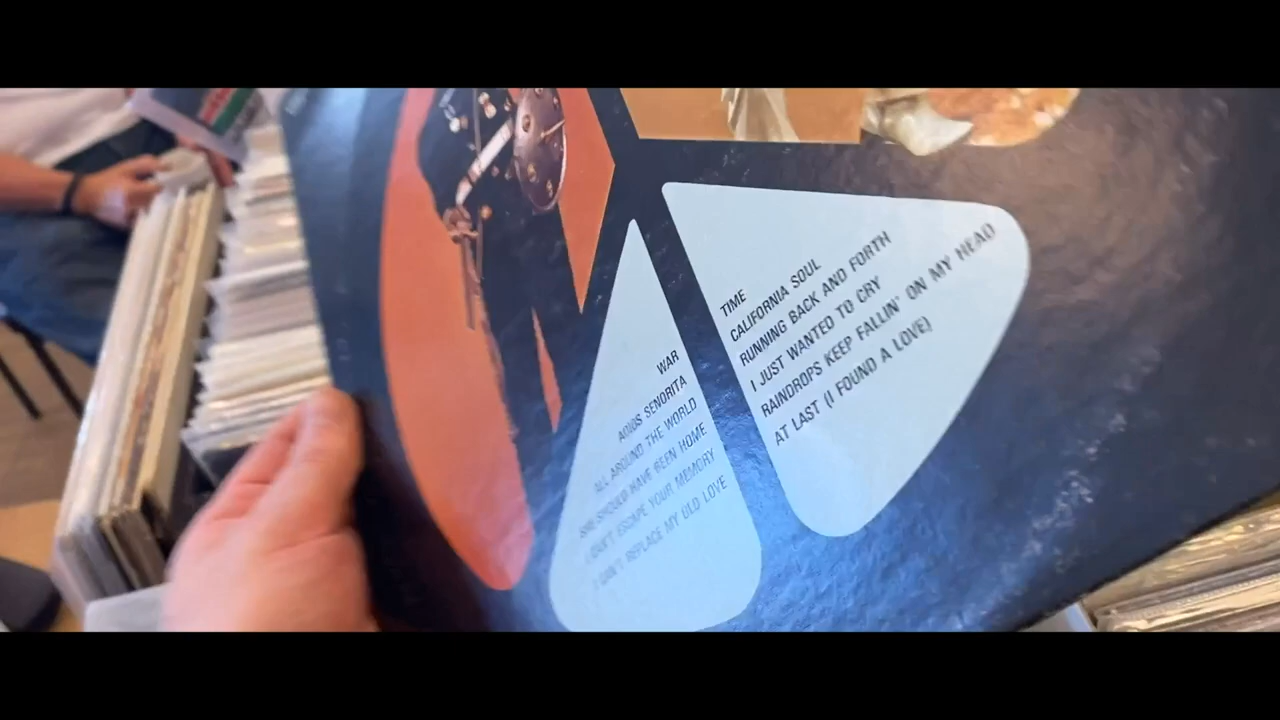 WAR
ADIOS SENORITA
ALL AROUND THE WORLD
SHE SHOULD HAVE BEEN HOME
I CAN'T ESCAPE YOUR MEMORY
I CAN'T REPLACE MY OLD LOVE
TIME
CALIFORNIA SOUL
RUNNING BACK AND FORTH
I JUST WANTED TO CRY
RAINDROPS KEEP FALLIN' ON MY HEAD
AT LAST (I FOUND A LOVE)